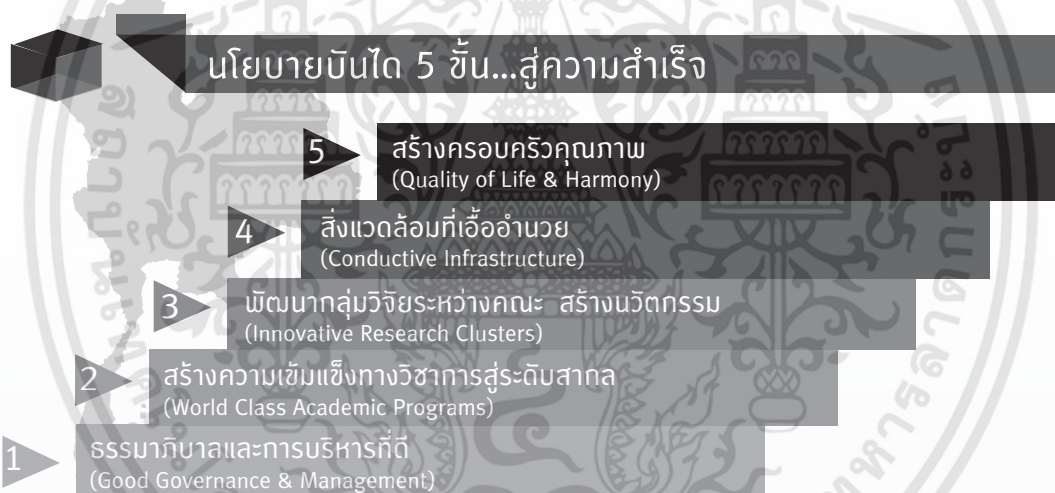 นโยบายบันได 5 ขั้น...สู่ความสำเร็จ
5
สร้างครอบครัวคุณภาพ
(Quality of Life & Harmony)
4
สิ่งแวดล้อมที่เอื้ออำนวย
(Conductive Infrastructure)
3
พัฒนากลุ่มวิจัยระหว่างคณะ สร้างนวัตกรรม
(Innovative Research Clusters)
2
สร้างความเข้มแข็งทางวิชาการสู่ระดับสากล
(World Class Academic Programs)
1
ธรรมาภิบาลและการบริหารที่ดี
(Good Governance & Management)